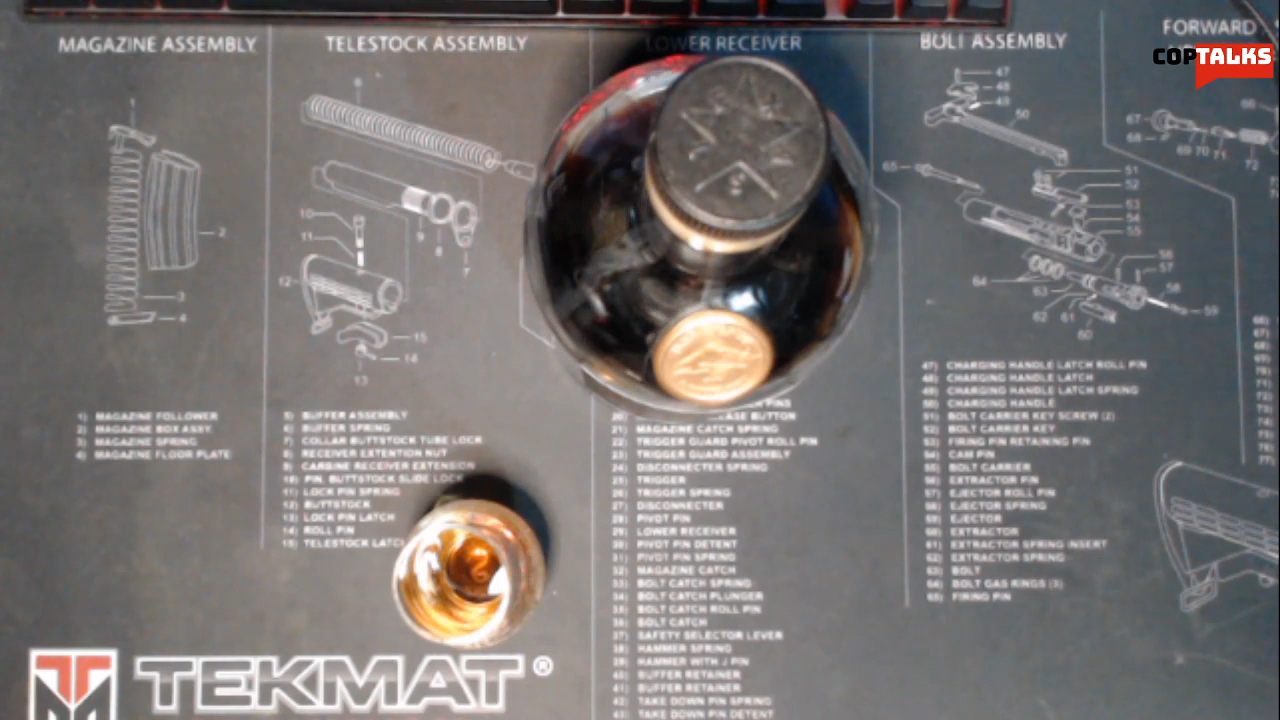 MAGAZINE ASSEMBLY
TELESTOCK ASSEMBLY
LOWER RECEIVER
BOLT ASSEMBLY
FORWARD
COPTALKS
1) MAGAZINE FOLLOWER
2) MAGAZINE BOX ASSY
3) MAGAZINE SPRING
4) MAGAZINE FLOOR PLATE
5) BUFFER ASSEMBLY
6) BUFFER SPRING
7) COLLAR BUTTSTOCK TUBE LOCK
8) RECEIVER EXTENTION NUT
9) CARBINE RECEIVER EXTENSION
10) PIN, BUTTSTOCK SLIDE LOCK
11) LOCK PIN SPRING
12) BUTTSTOCK
13) LOCK PIN LATCH
14) ROLL PIN
15) TELESTOCK LATCH
PINS
20) BUTTON
21) MAGAZINE CATCH SPRING
22) TRIGGER GUARD PIVOT ROLL PIN
23) TRIGGER GUARD ASSEMBLY
24) DISCONNECTER SPRING
25) TRIGGER
26) TRIGGER SPRING
27) DISCONNECTER
28) PIVOT PIN
29) LOWER RECEIVER
30) PIVOT PIN DETENT
31) PIVOT PIN SPRING
32) MAGAZINE CATCH
33) BOLT CATCH SPRING
34) BOLT CATCH PLUNGER
35) BOLT CATCH ROLL PIN
36) BOLT CATCH
37) SAFETY SELECTOR LEVER
38) HAMMER SPRING
39) HAMMER WITH J PIN
40) BUFFER RETAINER
41) BUFFER RETAINER
42) TAKE DOWN PIN SPRING
43) TAKE DOWN PIN DETENT
47) CHARGING HANDLE LATCH ROLL PIN
48) CHARGING HANDLE LATCH
49) CHARGING HANDLE LATCH SPRING
50) CHARGING HANDLE
51) BOLT CARRIER KEY SCREW (2)
52) BOLT CARRIER KEY
53) FIRING PIN RETAINING PIN
54) CAM PIN
55) BOLT CARRIER
56) EXTRACTOR PIN
57) EJECTOR ROLL PIN
58) EJECTOR SPRING
59) EJECTOR
60) EXTRACTOR
61) EXTRACTOR SPRING INSERT
62) EXTRACTOR SPRING
63) BOLT
64) BOLT GAS RINGS (3)
65) FIRING PIN
TEKMAT®